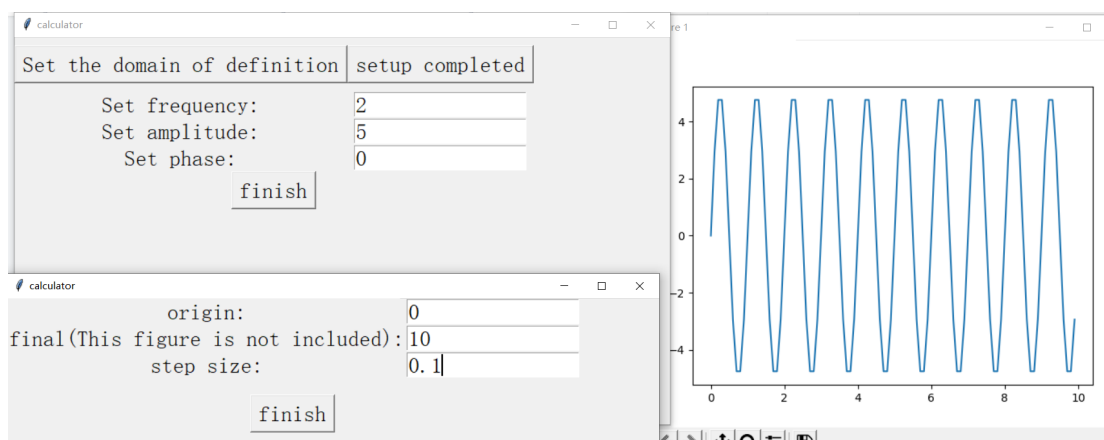 calculator
re 1
Set the domain of definition setup completed
Set frequency: 2
Set amplitude: 5
Set phase: 0
finish
calculator
origin: 0
final(This figure is not included): 10
step size: 0.1
finish
4
2
0
−2
−4
0 2 4 6 8 10